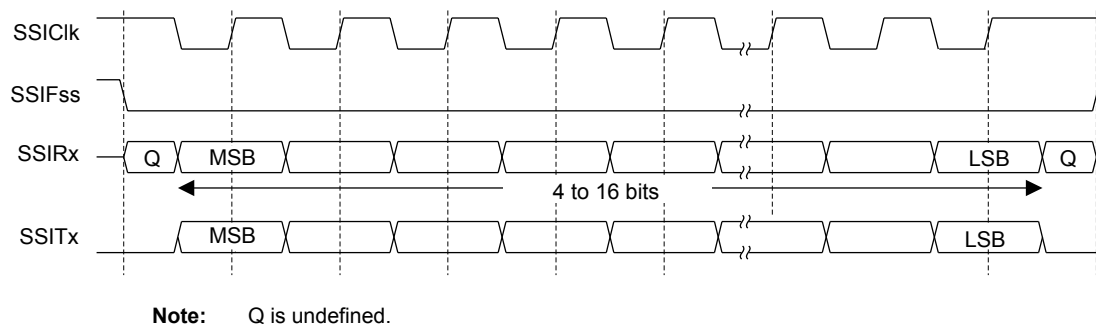 SSIClk
SSIFss
SSIRx
Q MSB LSB Q
4 to 16 bits
SSITx
MSB LSB
Note: Q is undefined.